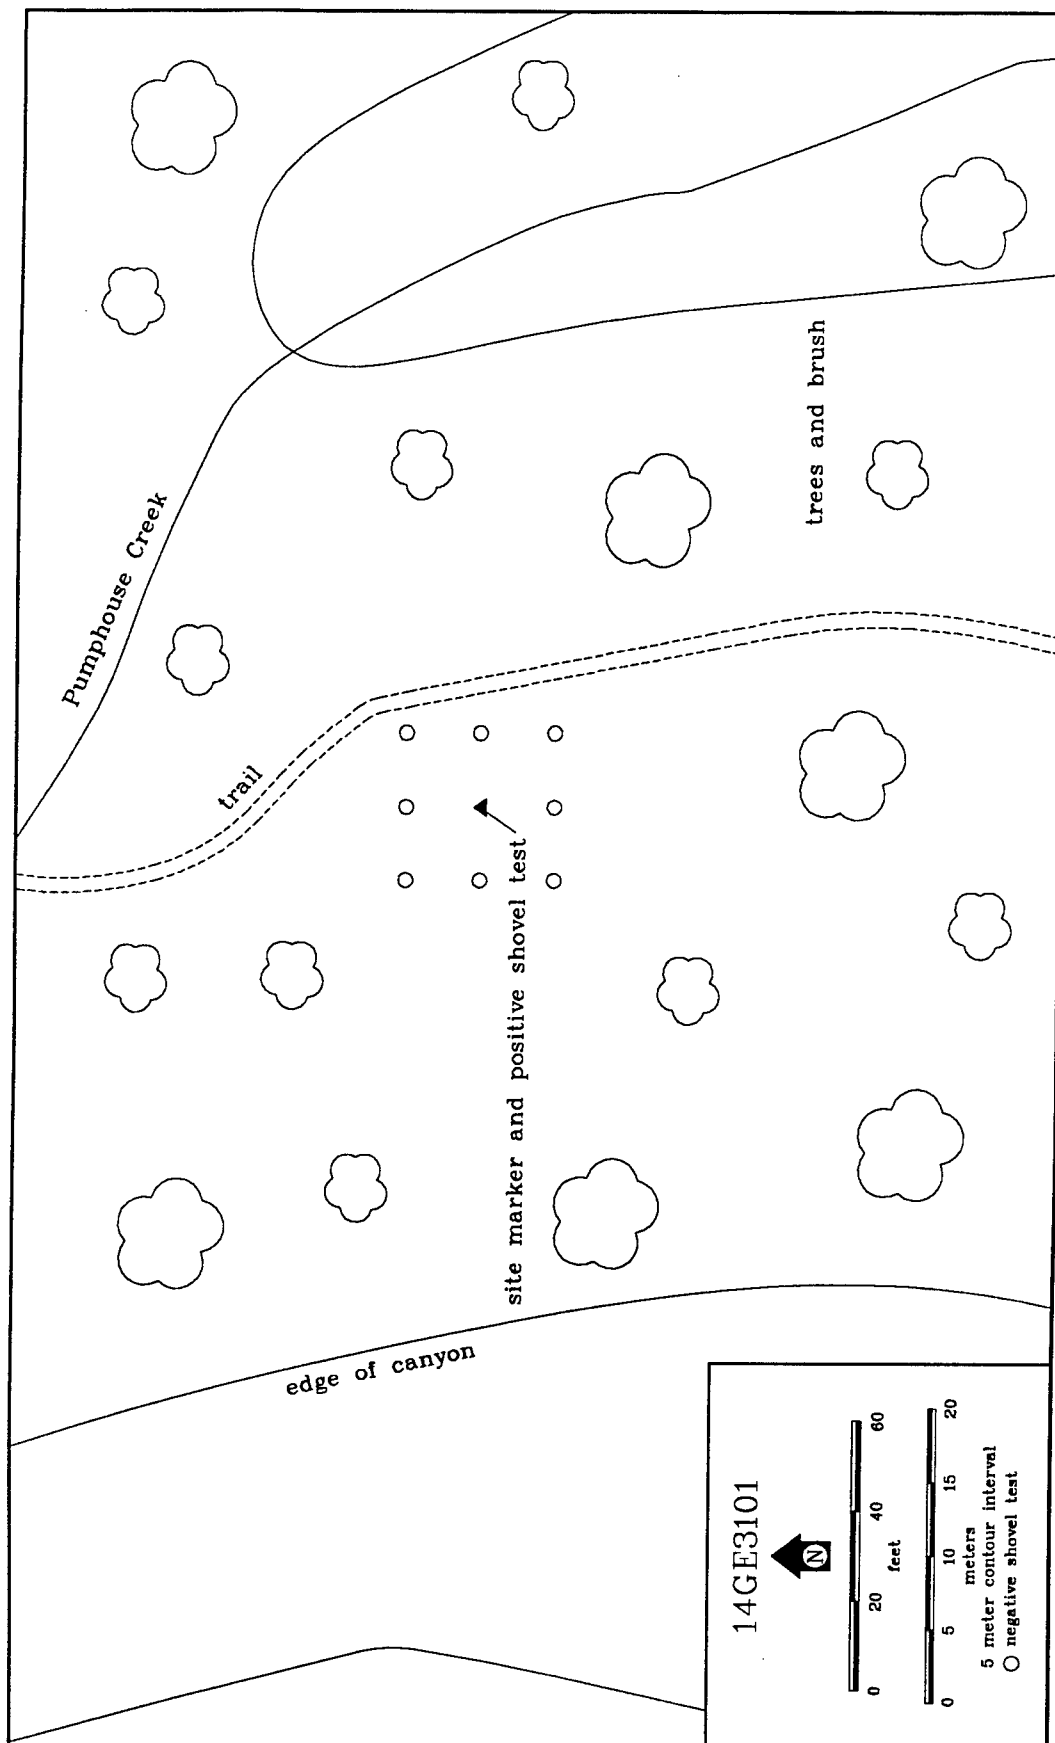 Pumphouse Creek
trail
trees and brush
site marker and positive shovel test
edge of canyon
14GE3101
N
0 20 40 60
feet
0 5 10 15 20
meters
5 meter contour interval
negative shovel test